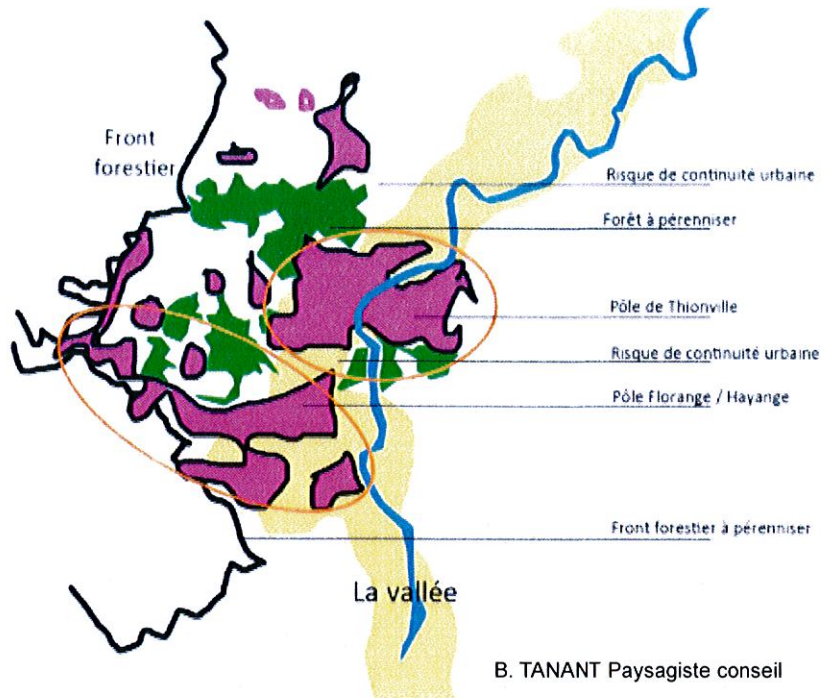 Front
forestier
Risque de continuité urbaine
Forêt à pérenniser
Pôle de Thionville
Risque de continuité urbaine
Pôle Florange / Hayange
Front forestier à pérenniser
La vallée
B. TANANT Paysagiste conseil